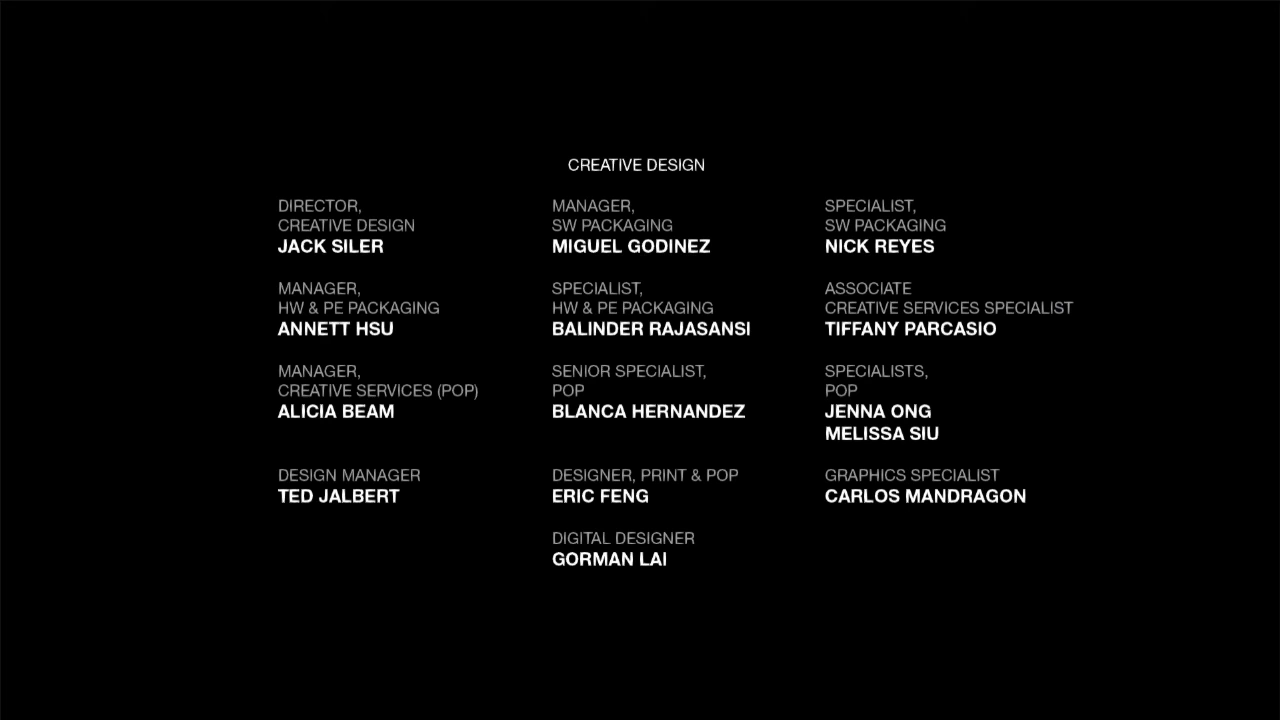 CREATIVE DESIGN
DIRECTOR,
CREATIVE DESIGN
JACK SILER
MANAGER,
SW PACKAGING
MIGUEL GODINEZ
SPECIALIST,
SW PACKAGING
NICK REYES
MANAGER,
HW & PE PACKAGING
ANNETT HSU
SPECIALIST,
HW & PE PACKAGING
BALINDER RAJASANSI
ASSOCIATE
CREATIVE SERVICES SPECIALIST
TIFFANY PARCASIO
MANAGER,
CREATIVE SERVICES (POP)
ALICIA BEAM
SENIOR SPECIALIST,
POP
BLANCA HERNANDEZ
SPECIALISTS,
POP
JENNA ONG
MELISSA SIU
DESIGN MANAGER
TED JALBERT
DESIGNER, PRINT & POP
ERIC FENG
GRAPHICS SPECIALIST
CARLOS MANDRAGON
DIGITAL DESIGNER
GORMAN LAI